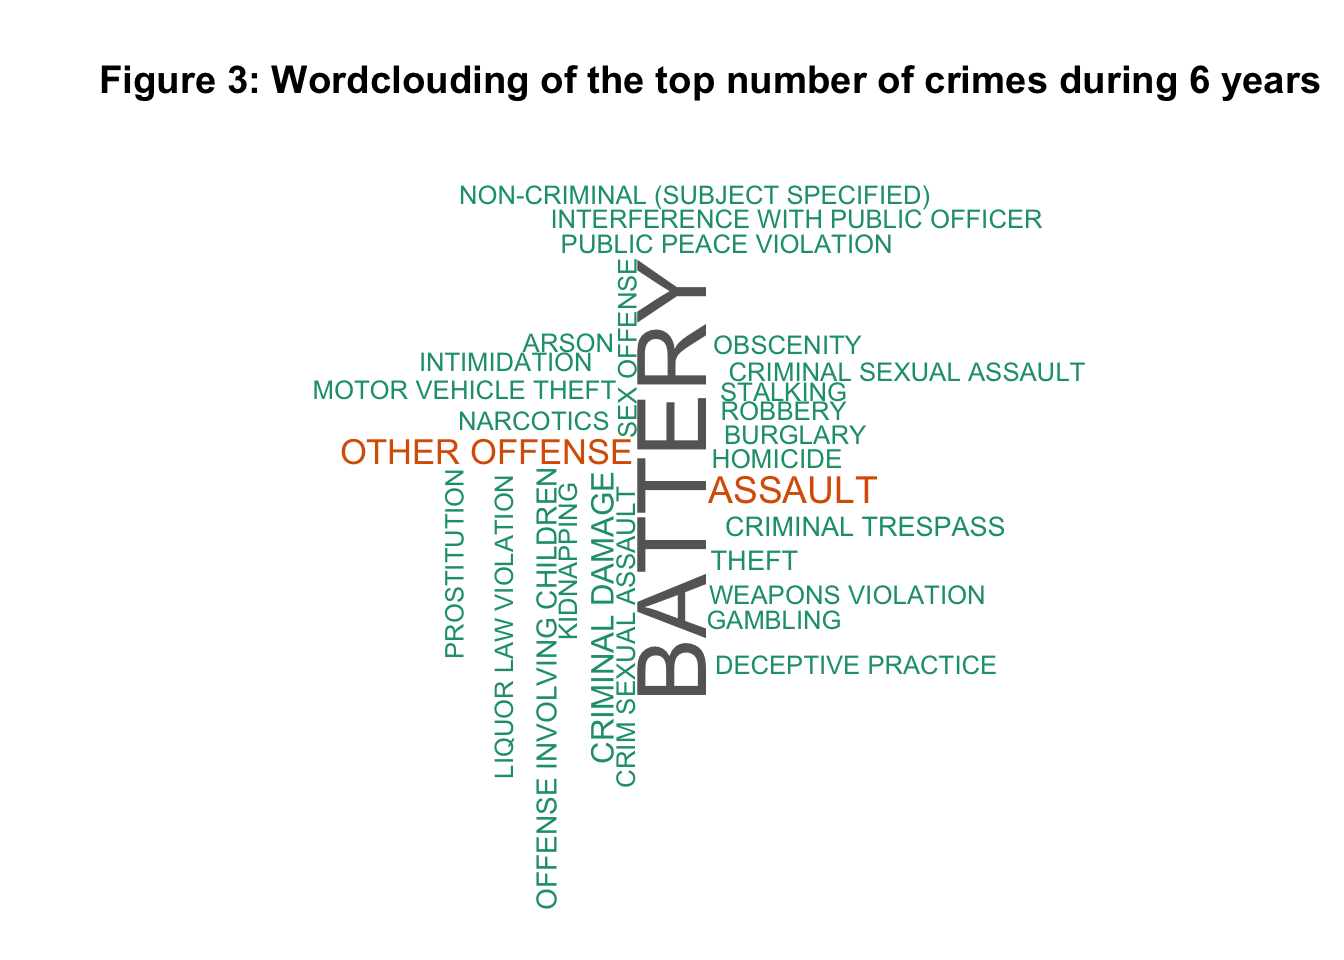 Figure 3: Wordclouding of the top number of crimes during 6 years
NON-CRIMINAL (SUBJECT SPECIFIED)
INTERFERENCE WITH PUBLIC OFFICER
PUBLIC PEACE VIOLATION
SEX OFFENSE
BATTERY
ARSON
OBSCENITY
INTIMIDATION
CRIMINAL SEXUAL ASSAULT
MOTOR VEHICLE THEFT
STALKING
ROBBERY
NARCOTICS
BURGLARY
OTHER OFFENSE
HOMICIDE
ASSAULT
PROSTITUTION
LIQUOR LAW VIOLATION
OFFENSE INVOLVING CHILDREN
KIDNAPPING
CRIMINAL DAMAGE
CRIM SEXUAL ASSAULT
CRIMINAL TRESPASS
THEFT
WEAPONS VIOLATION
GAMBLING
DECEPTIVE PRACTICE